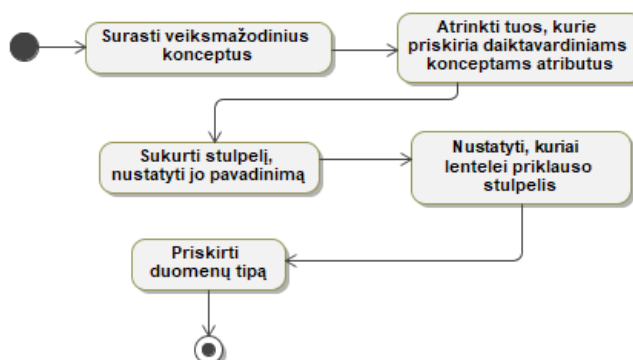 Surasti veiksmažodinius
konceptus
Atrinkti tuos, kurie
priskiria daiktavardiniams
konceptams atributus
Sukurti stulpelį,
nustatyti jo pavadinimą
Nustatyti, kuriai
lentelei priklauso
stulpelis
Priskirti
duomenų tipą